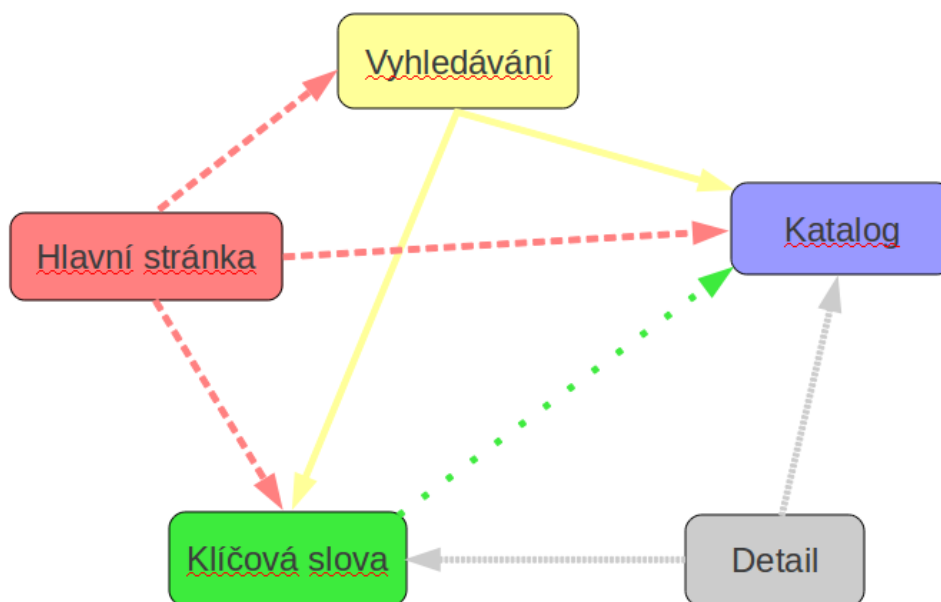 Vyhledávání
Katalog
Hlavní stránka
Klíčová slova
Detail